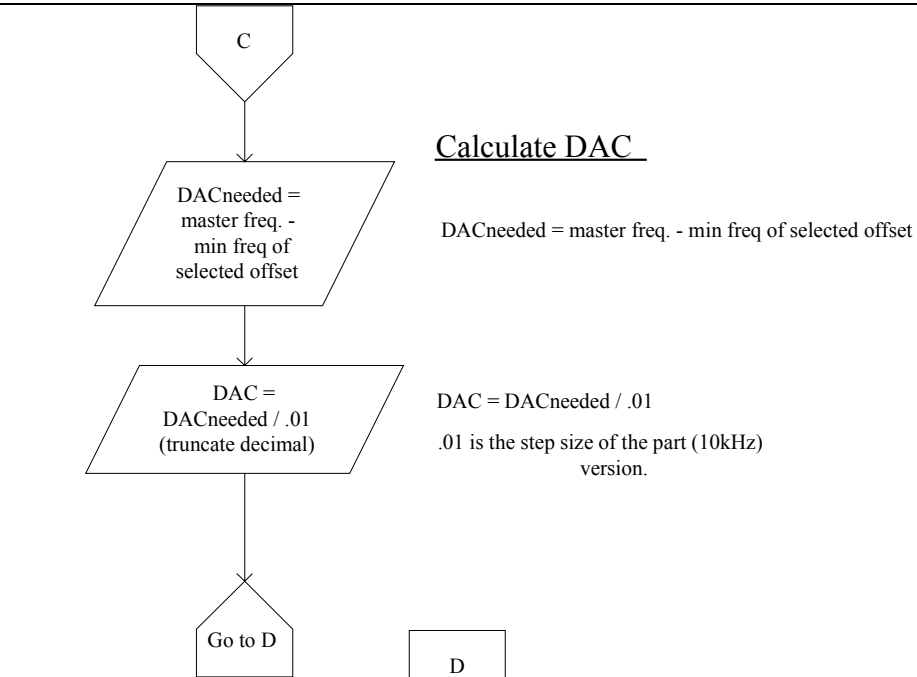 C
Calculate DAC
DACneeded =
master freq. -
min freq of
selected offset
DACneeded = master freq. - min freq of selected offset
DAC =
DACneeded / .01
(truncate decimal)
DAC = DACneeded / .01
.01 is the step size of the part (10kHz)
version.
Go to D
D